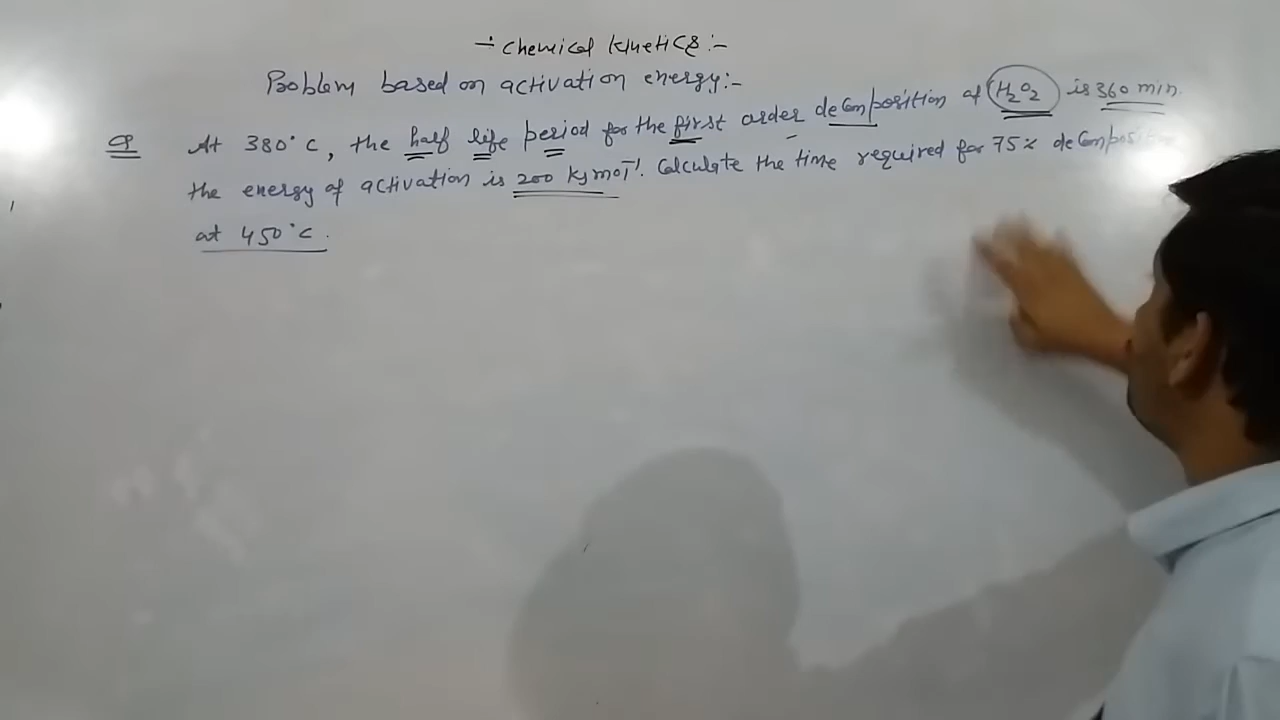 ∸ Chemical Kinetics:-
Problem based on activation energy:-
Q At 380°C, the half life period for the first order decomposition of H2O2 is 360 min.
the energy of activation is 200 kJ mol⁻¹. Calculate the time required for 75%
at 450°C.